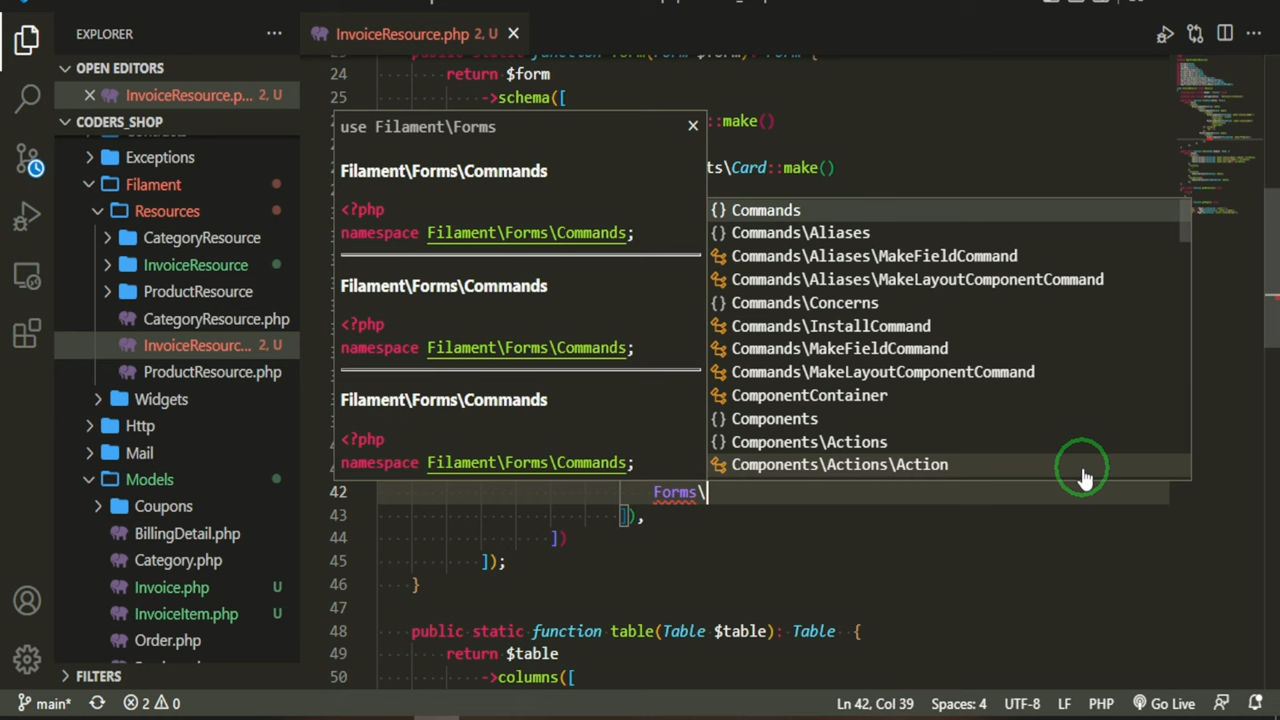 EXPLORER
OPEN EDITORS
InvoiceResource.p... 2, U
CODERS_SHOP
Exceptions
Filament
Resources
CategoryResource
InvoiceResource
ProductResource
CategoryResource.php
InvoiceResourc... 2, U
ProductResource.php
Widgets
Http
Mail
Models
Coupons
BillingDetail.php
Category.php
Invoice.php U
InvoiceItem.php U
Order.php
FILTERS
InvoiceResource.php 2, U
24 return $form
25 ->schema([
::make()
ts\Card::make()
use Filament\Forms
Filament\Forms\Commands
<?php
namespace Filament\Forms\Commands;
Filament\Forms\Commands
<?php
namespace Filament\Forms\Commands;
Filament\Forms\Commands
<?php
namespace Filament\Forms\Commands;
{} Commands
{} Commands\Aliases
Commands\Aliases\MakeFieldCommand
Commands\Aliases\MakeLayoutComponentCommand
{} Commands\Concerns
Commands\InstallCommand
Commands\MakeFieldCommand
Commands\MakeLayoutComponentCommand
ComponentContainer
{} Components
{} Components\Actions
Components\Actions\Action
42 Forms\
43 ]),
44 ])
45 ]);
46 }
47
48 public static function table(Table $table): Table {
49 return $table
50 ->columns([
main* 2 0 Ln 42, Col 39 Spaces: 4 UTF-8 LF PHP Go Live